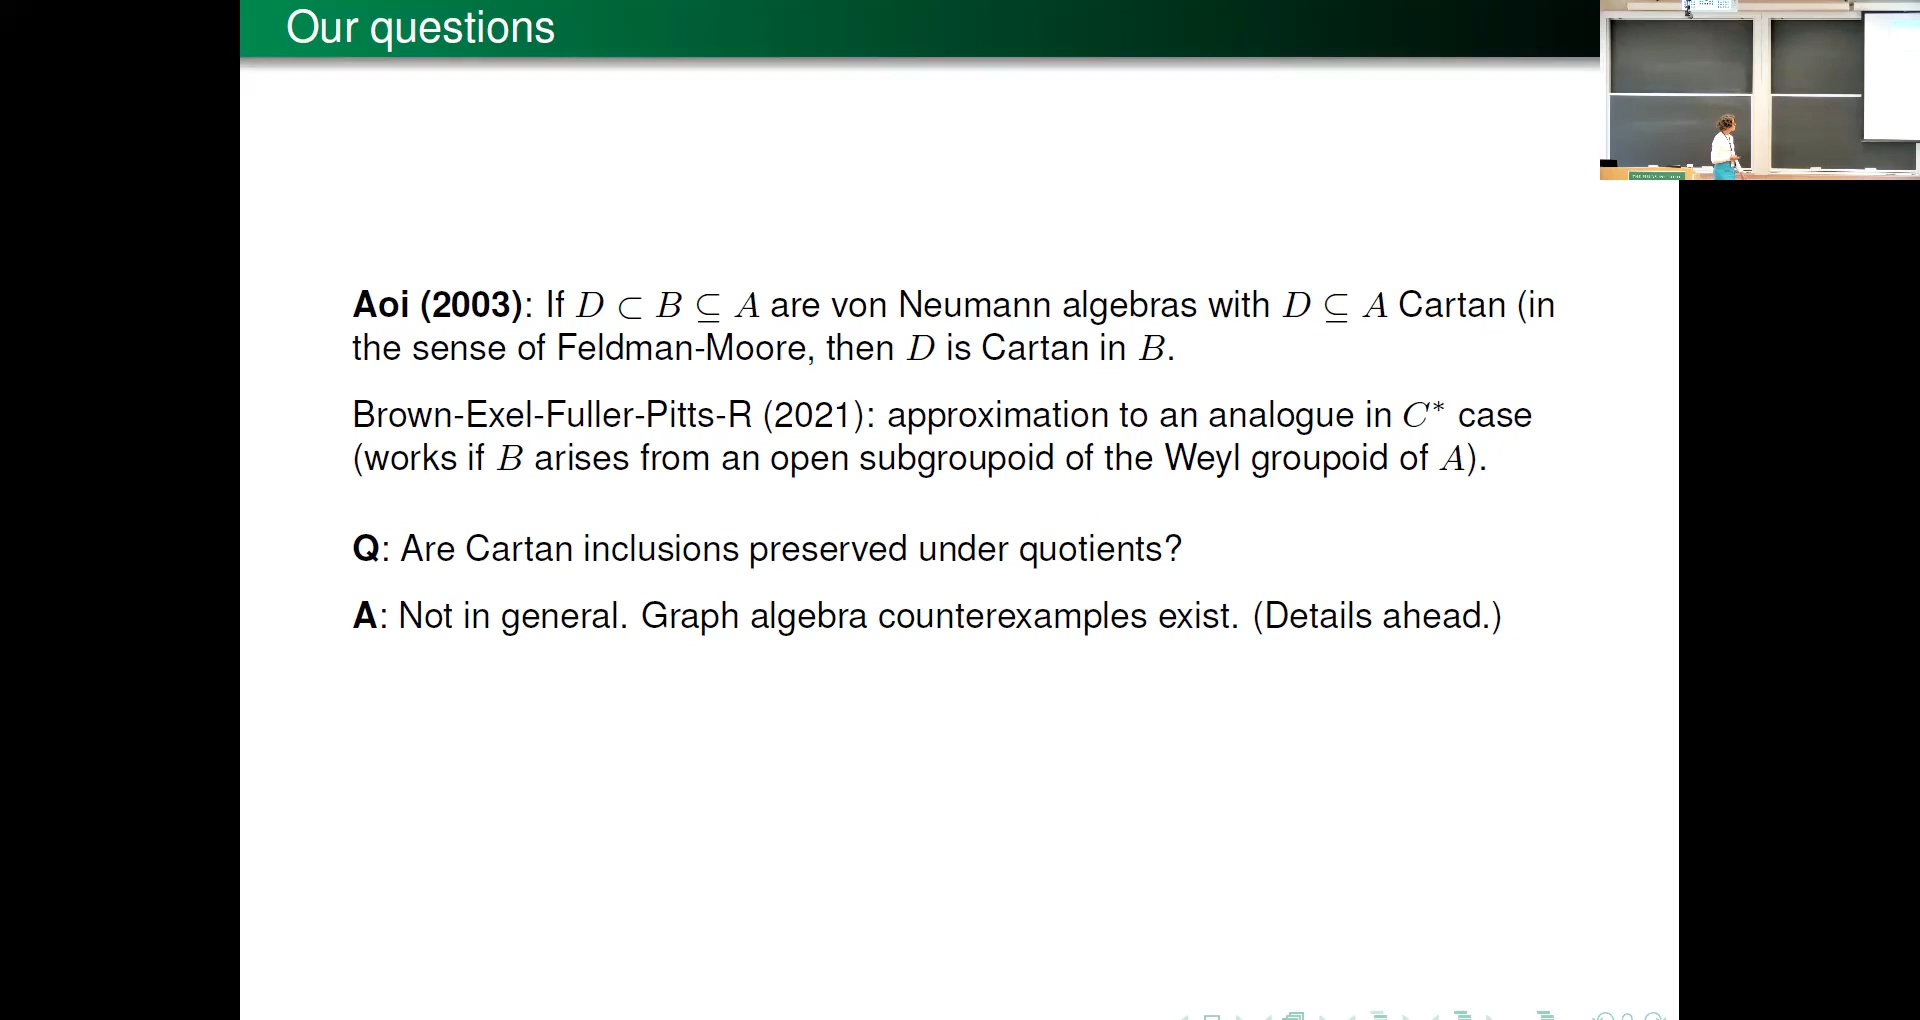 Our questions
Aoi (2003): If D ⊂ B ⊆ A are von Neumann algebras with D ⊆ A Cartan (in
the sense of Feldman-Moore, then D is Cartan in B.
Brown-Exel-Fuller-Pitts-R (2021): approximation to an analogue in C* case
(works if B arises from an open subgroupoid of the Weyl groupoid of A).
Q: Are Cartan inclusions preserved under quotients?
A: Not in general. Graph algebra counterexamples exist. (Details ahead.)